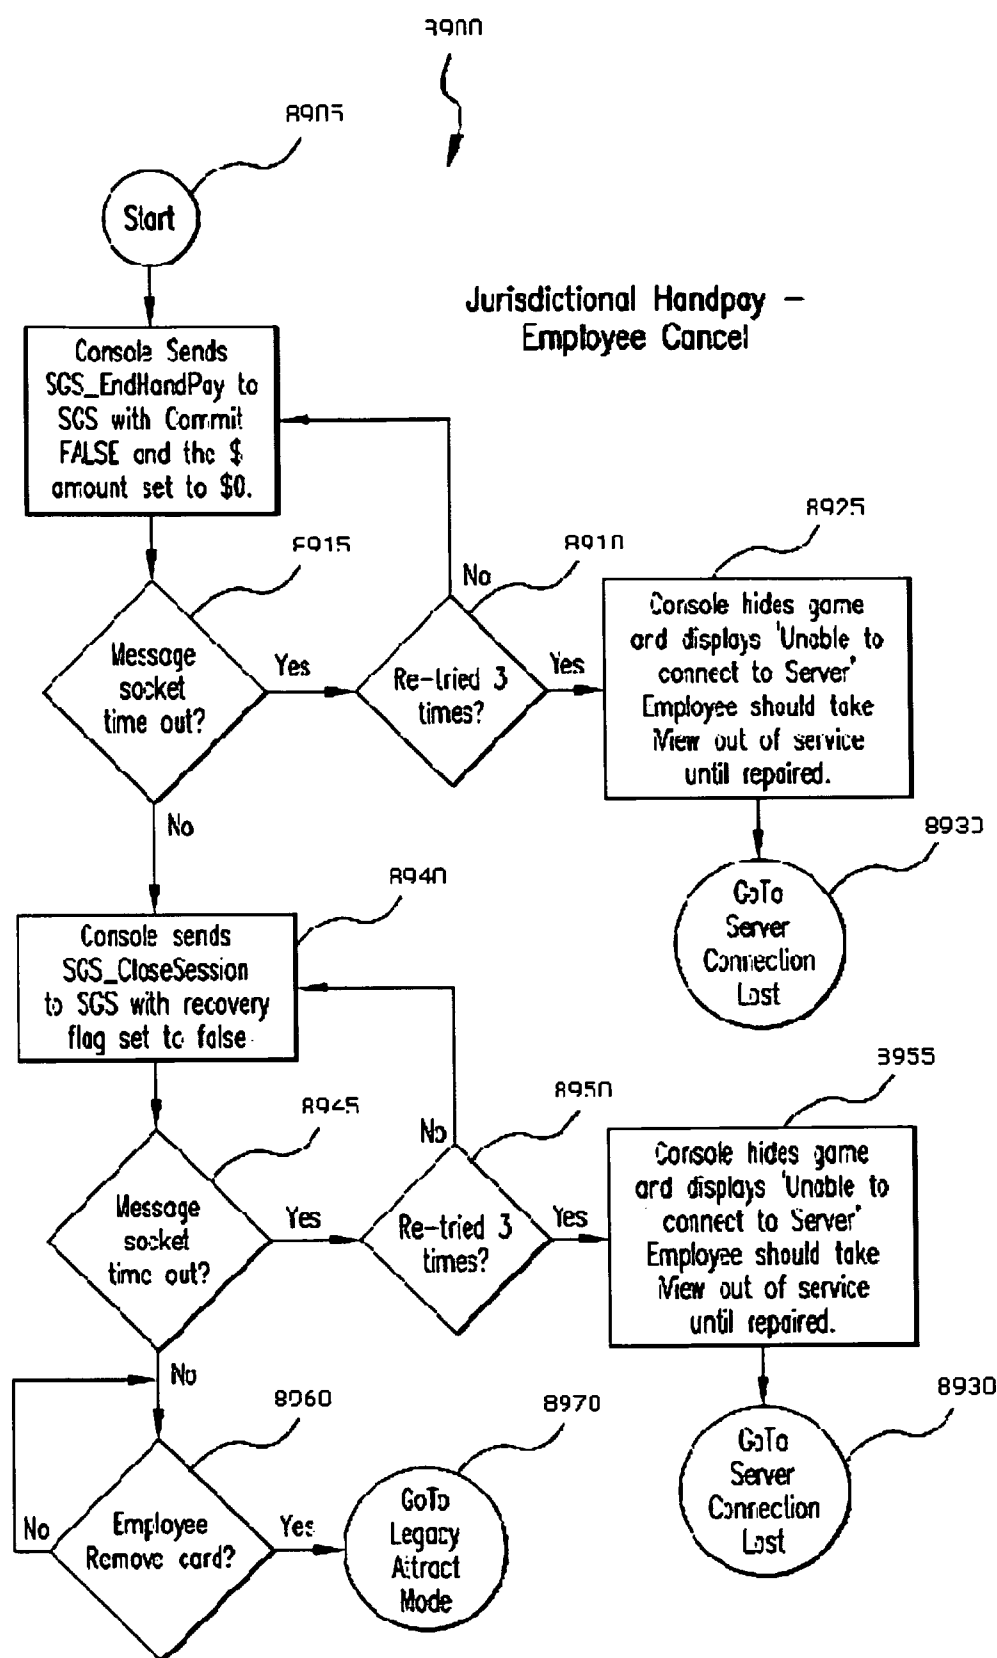 8900
8905
Start
Jurisdictional Handpay –
Employee Cancel
Console Sends
SGS_EndHandPay to
SGS with Commit
FALSE and the $
amount set to $0.
8915
8910
8925
No
Message
socket
time out?
Yes
Re-tried 3
times?
Yes
Console hides game
and displays 'Unable to
connect to Server'
Employee should take
iView out of service
until repaired.
No
8930
GoTo
Server
Connection
Lost
8940
Console sends
SGS_CloseSession
to SGS with recovery
flag set to false.
8945
8950
8955
No
Message
socket
time out?
Yes
Re-tried 3
times?
Yes
Console hides game
and displays 'Unable to
connect to Server'
Employee should take
iView out of service
until repaired.
No
8960
8970
8930
GoTo
Server
Connection
Lost
No
Employee
Remove card?
Yes
GoTo
Legacy
Attract
Mode